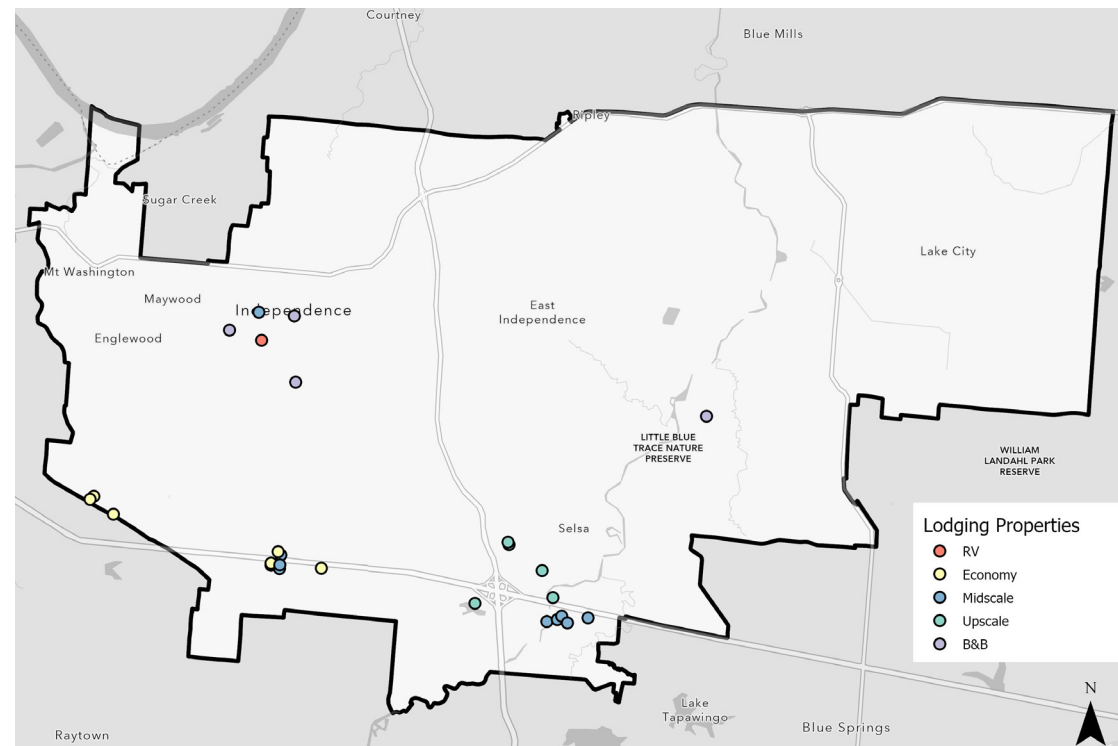 Courtney
Blue Mills
Ripley
Sugar Creek
Lake City
Mt Washington
Maywood
Independence
East
Independence
Englewood
LITTLE BLUE
TRACE NATURE
PRESERVE
WILLIAM
LANDAHL PARK
RESERVE
Selsa
Lodging Properties
RV
Economy
Midscale
Upscale
B&B
N
Lake
Tapawingo
Blue Springs
Raytown